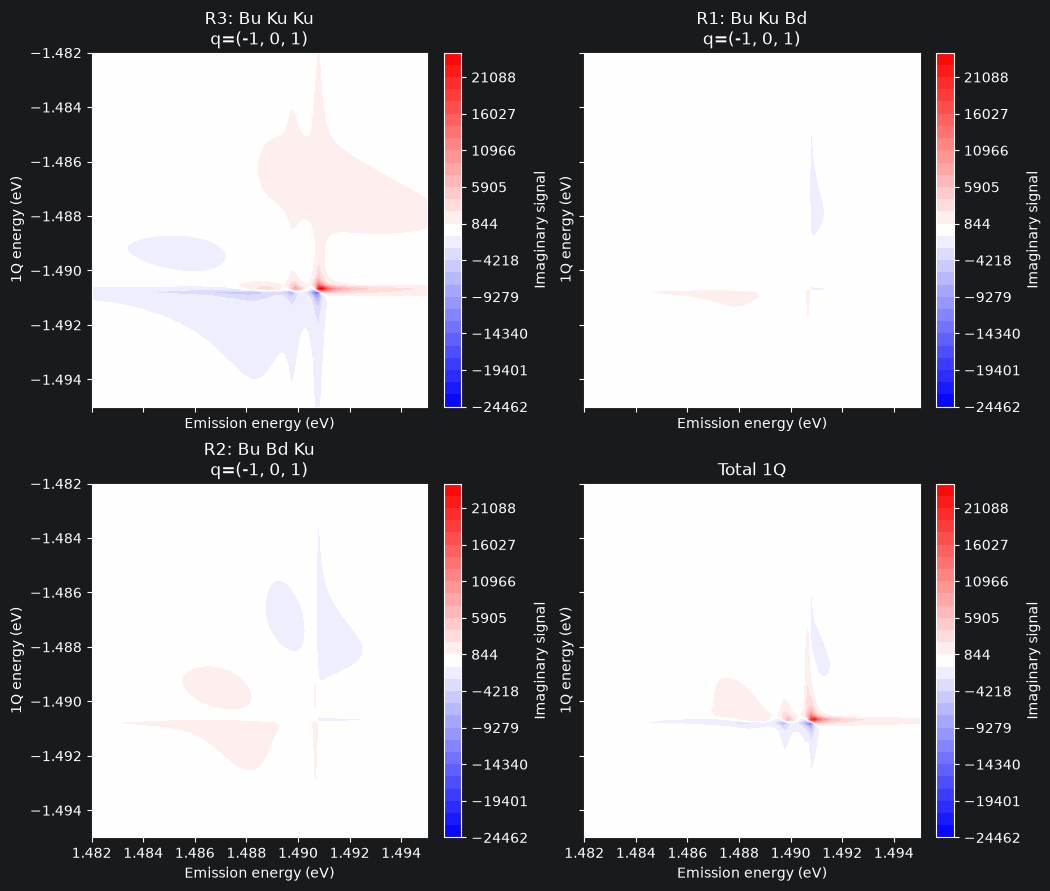 R3: Bu Ku Ku
q=(-1, 0, 1)
−1.482
−1.484
−1.486
−1.488
−1.490
−1.492
−1.494
1Q energy (eV)
Emission energy (eV)
21088
16027
10966
5905
844
−4218
−9279
−14340
−19401
−24462
Imaginary signal
R1: Bu Ku Bd
q=(-1, 0, 1)
1Q energy (eV)
Emission energy (eV)
21088
16027
10966
5905
844
−4218
−9279
−14340
−19401
−24462
Imaginary signal
R2: Bu Bd Ku
q=(-1, 0, 1)
−1.482
−1.484
−1.486
−1.488
−1.490
−1.492
−1.494
1Q energy (eV)
1.482 1.484 1.486 1.488 1.490 1.492 1.494
Emission energy (eV)
21088
16027
10966
5905
844
−4218
−9279
−14340
−19401
−24462
Imaginary signal
Total 1Q
1Q energy (eV)
1.482 1.484 1.486 1.488 1.490 1.492 1.494
Emission energy (eV)
21088
16027
10966
5905
844
−4218
−9279
−14340
−19401
−24462
Imaginary signal